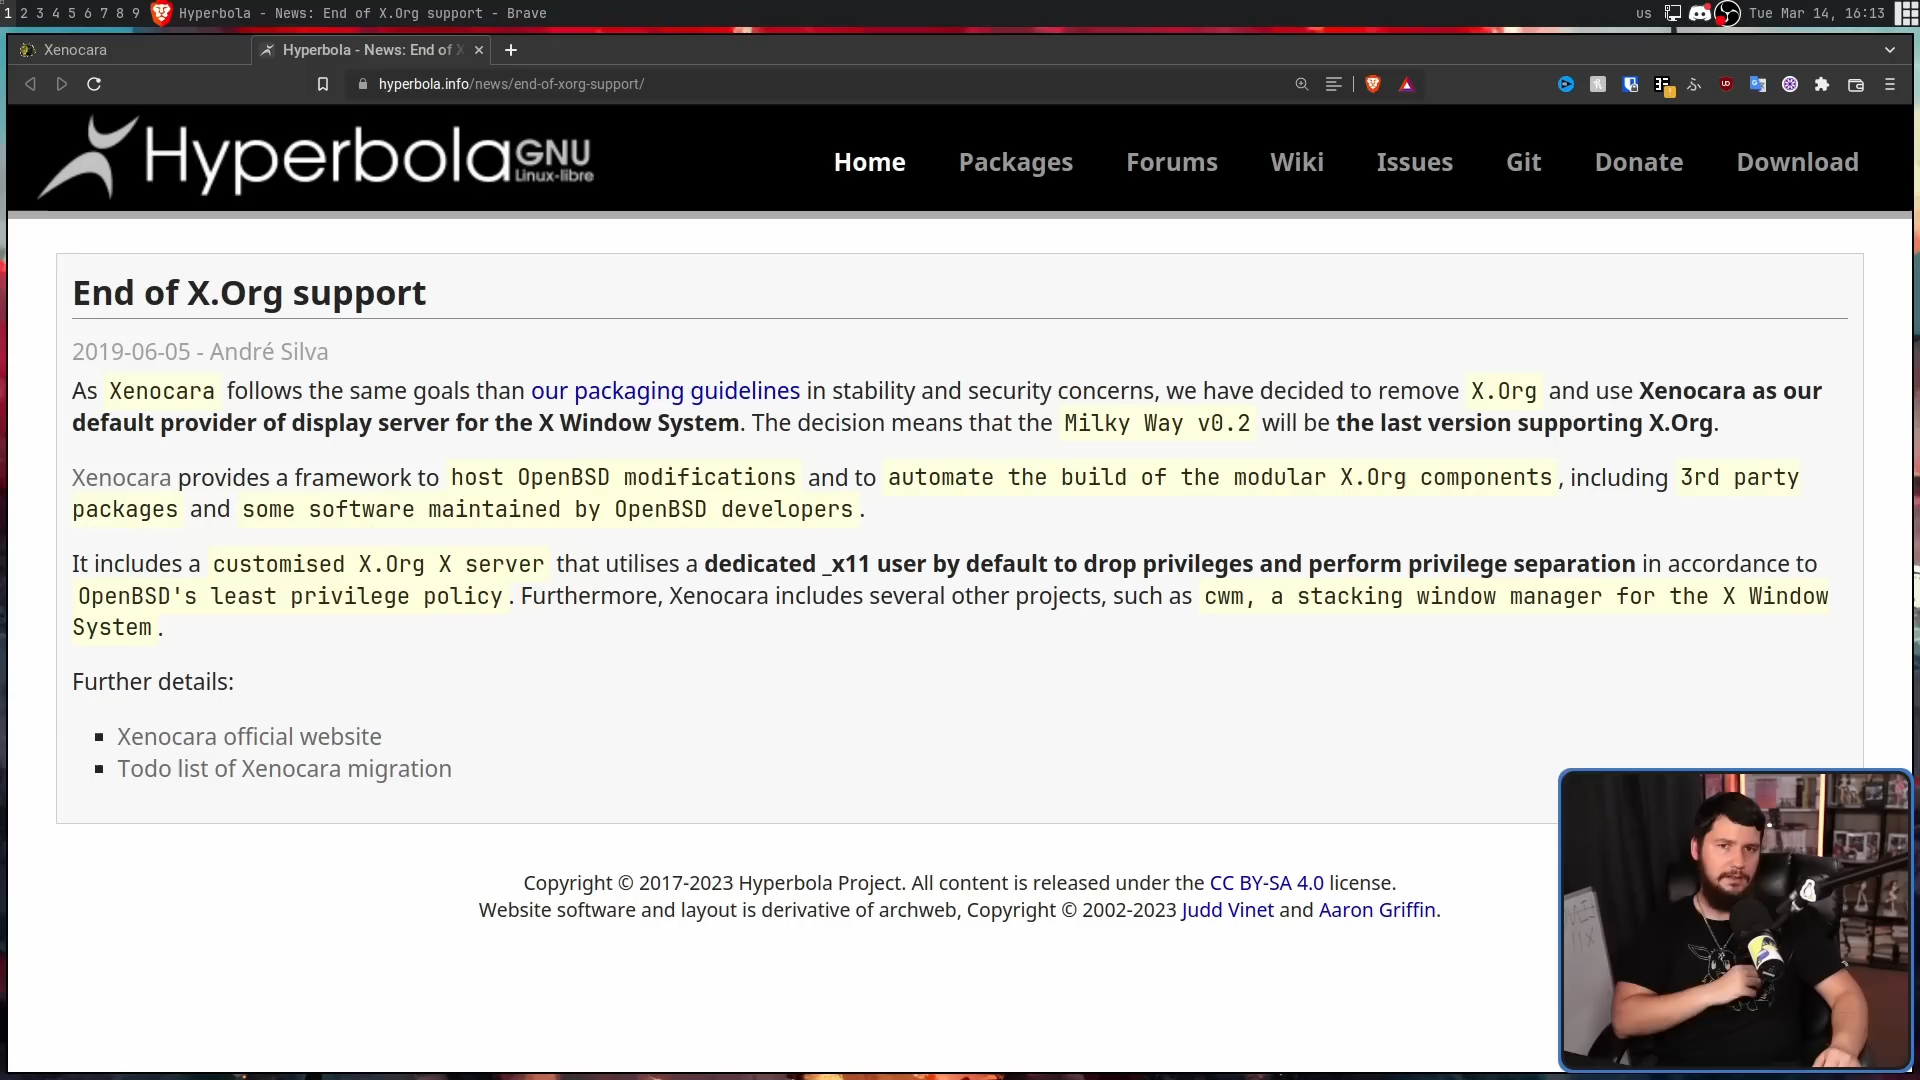 1 2 3 4 5 6 7 8 9 Hyperbola - News: End of X.Org support - Brave us Tue Mar 14, 16:13
Xenocara Hyperbola - News: End of X
hyperbola.info/news/end-of-xorg-support/
Hyperbola GNU Linux-libre
Home Packages Forums Wiki Issues Git Donate Download
End of X.Org support
2019-06-05 - André Silva
As Xenocara follows the same goals than our packaging guidelines in stability and security concerns, we have decided to remove X.Org and use Xenocara as our
default provider of display server for the X Window System. The decision means that the Milky Way v0.2 will be the last version supporting X.Org.
Xenocara provides a framework to host OpenBSD modifications and to automate the build of the modular X.Org components, including 3rd party
packages and some software maintained by OpenBSD developers.
It includes a customised X.Org X server that utilises a dedicated _x11 user by default to drop privileges and perform privilege separation in accordance to
OpenBSD's least privilege policy. Furthermore, Xenocara includes several other projects, such as cwm, a stacking window manager for the X Window
System.
Further details:
Xenocara official website
Todo list of Xenocara migration
Copyright © 2017-2023 Hyperbola Project. All content is released under the CC BY-SA 4.0 license.
Website software and layout is derivative of archweb, Copyright © 2002-2023 Judd Vinet and Aaron Griffin.